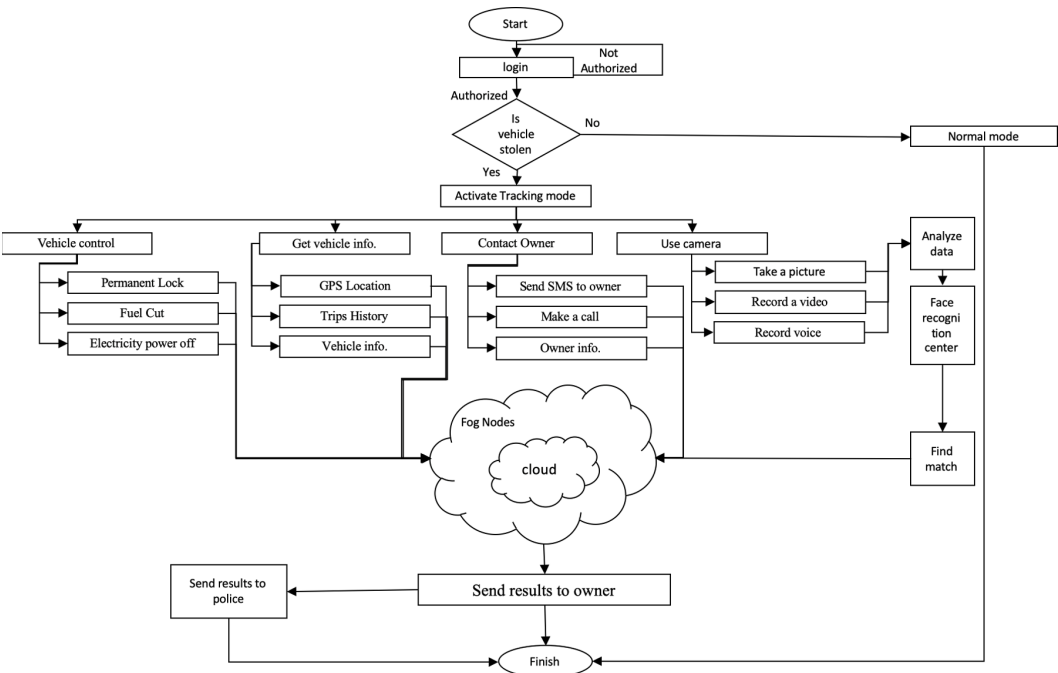 Start
Not
Authorized
login
Authorized
Is
vehicle
stolen
No
Normal mode
Yes
Activate Tracking mode
Vehicle control
Get vehicle info.
Contact Owner
Use camera
Analyze
data
Permanent Lock
GPS Location
Send SMS to owner
Take a picture
Fuel Cut
Trips History
Make a call
Record a video
Face
recogni
tion
center
Electricity power off
Vehicle info.
Owner info.
Record voice
Fog Nodes
cloud
Find
match
Send results to
police
Send results to owner
Finish